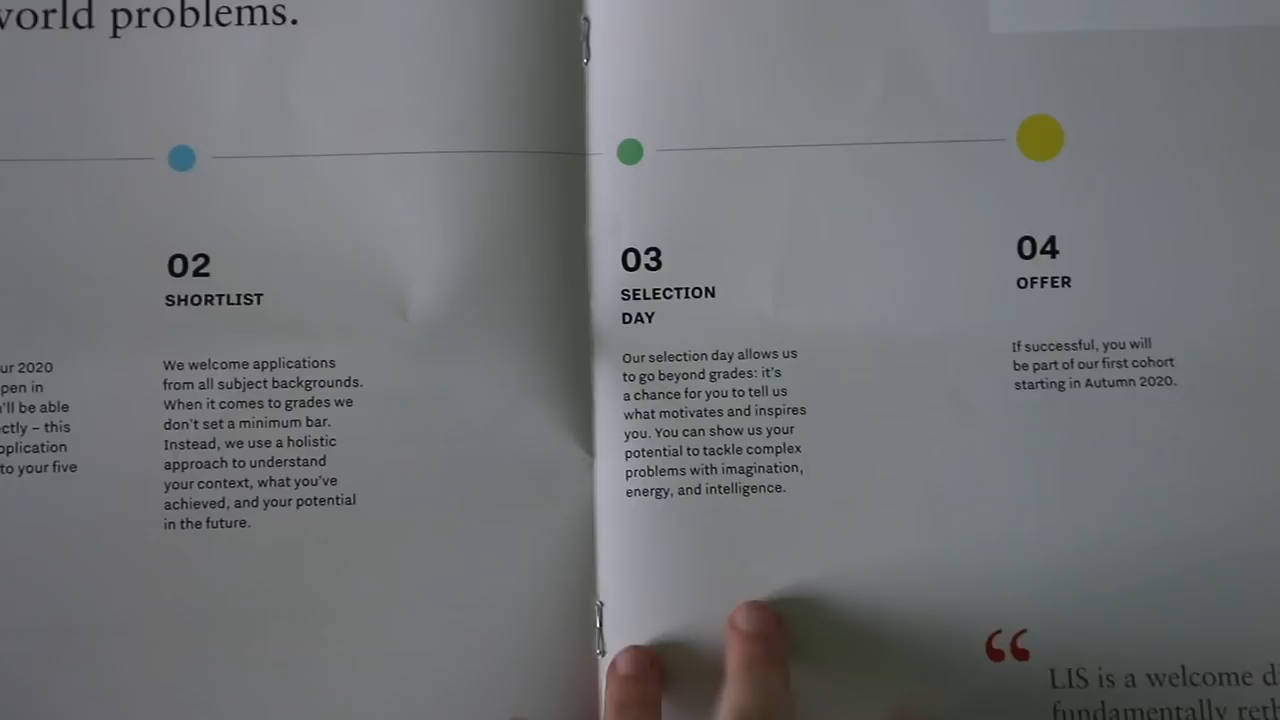 world problems.
02
SHORTLIST
We welcome applications
from all subject backgrounds.
When it comes to grades we
don't set a minimum bar.
Instead, we use a holistic
approach to understand
your context, what you've
achieved, and your potential
in the future.
2020
in
be able
– this
to your five
03
SELECTION
DAY
Our selection day allows us
to go beyond grades: it's
a chance for you to tell us
what motivates and inspires
you. You can show us your
potential to tackle complex
problems with imagination,
energy, and intelligence.
04
OFFER
If successful, you will
be part of our first cohort
starting in Autumn 2020.
“
LIS is a welcome
fundamentally